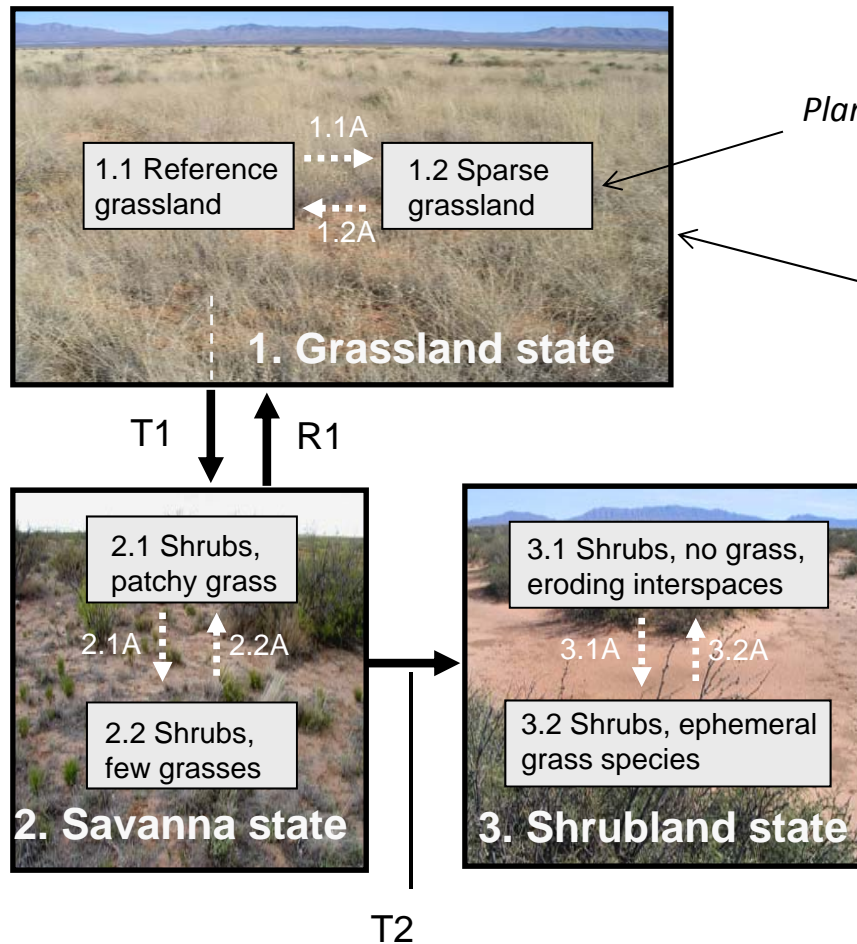 1.1A
Plan
1.1 Reference
grassland
1.2 Sparse
grassland
1.2A
1. Grassland state
T1
R1
2.1 Shrubs,
patchy grass
2.1A
2.2A
2.2 Shrubs,
few grasses
2. Savanna state
3.1 Shrubs, no grass,
eroding interspaces
3.1A
3.2A
3.2 Shrubs, ephemeral
grass species
3. Shrubland state
T2